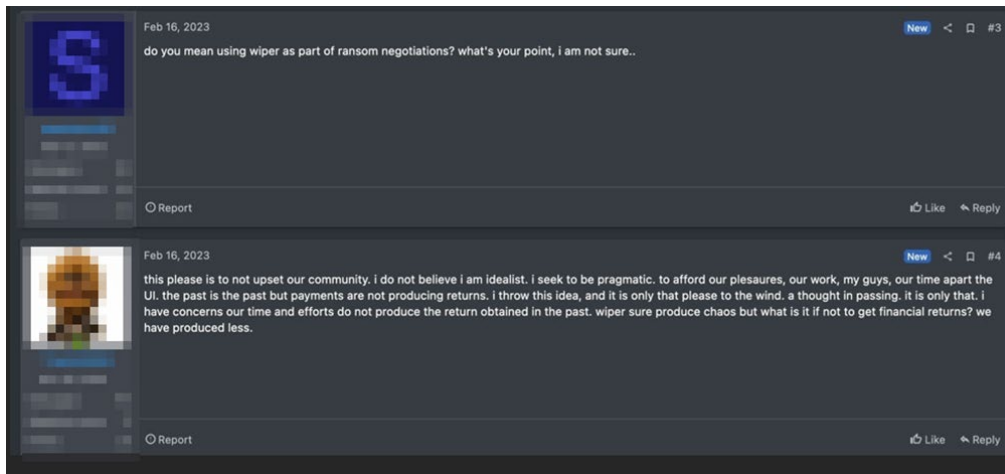 Feb 16, 2023
New #3
do you mean using wiper as part of ransom negotiations? what's your point, i am not sure..
Report
Like Reply
Feb 16, 2023
New #4
this please is to not upset our community. i do not believe i am idealist. i seek to be pragmatic. to afford our plesaures, our work, my guys, our time apart the
UI. the past is the past but payments are not producing returns. i throw this idea, and it is only that please to the wind. a thought in passing. it is only that. i
have concerns our time and efforts do not produce the return obtained in the past. wiper sure produce chaos but what is it if not to get financial returns? we
have produced less.
Report
Like Reply